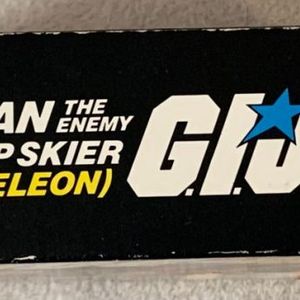 AN THE ENEMY
P SKIER
ELEON)
G.I.J